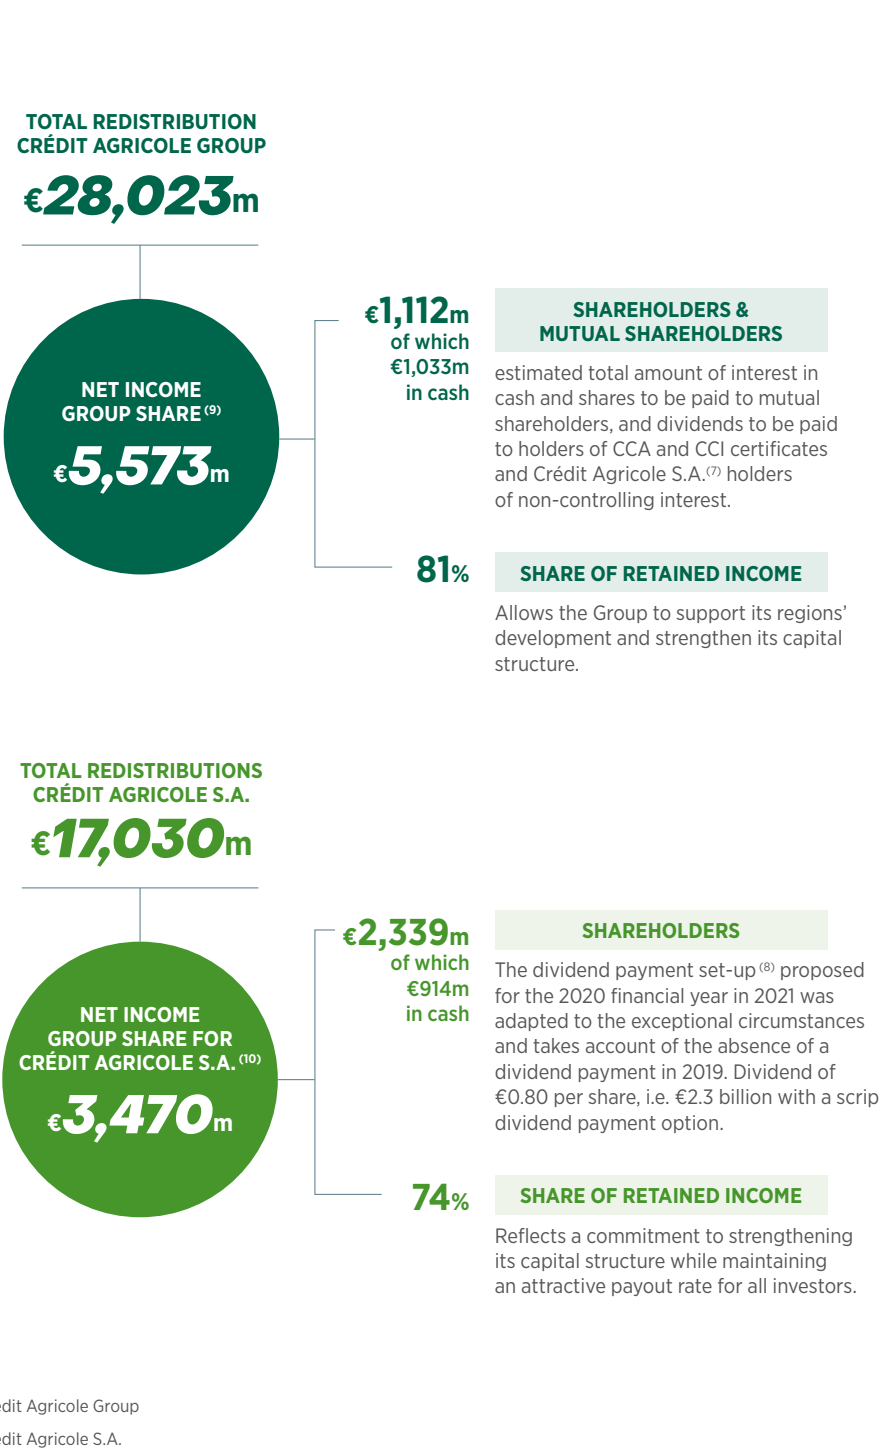 TOTAL REDISTRIBUTION
CRÉDIT AGRICOLE GROUP
€28,023m
NET INCOME
GROUP SHARE (9)
€5,573m
€1,112m
of which
€1,033m
in cash
SHAREHOLDERS &
MUTUAL SHAREHOLDERS
estimated total amount of interest in
cash and shares to be paid to mutual
shareholders, and dividends to be paid
to holders of CCA and CCI certificates
and Crédit Agricole S.A.(7) holders
of non-controlling interest.
81%
SHARE OF RETAINED INCOME
Allows the Group to support its regions’
development and strengthen its capital
structure.
TOTAL REDISTRIBUTIONS
CRÉDIT AGRICOLE S.A.
€17,030m
NET INCOME
GROUP SHARE FOR
CRÉDIT AGRICOLE S.A. (10)
€3,470m
€2,339m
of which
€914m
in cash
SHAREHOLDERS
The dividend payment set-up (8) proposed
for the 2020 financial year in 2021 was
adapted to the exceptional circumstances
and takes account of the absence of a
dividend payment in 2019. Dividend of
€0.80 per share, i.e. €2.3 billion with a scrip
dividend payment option.
74%
SHARE OF RETAINED INCOME
Reflects a commitment to strengthening
its capital structure while maintaining
an attractive payout rate for all investors.
dit Agricole Group
dit Agricole S.A.